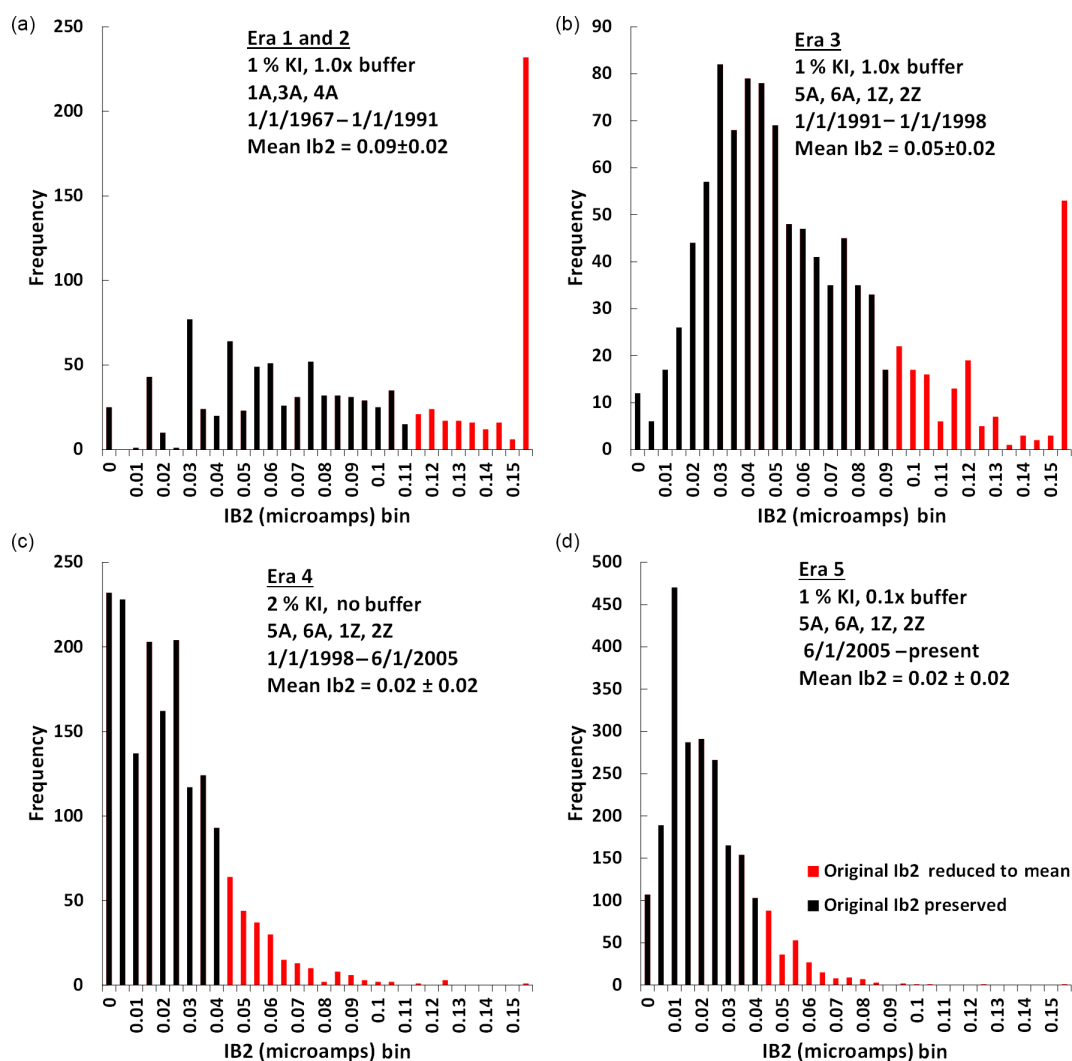 (a)
250
200
150
100
50
0
Frequency
Era 1 and 2
1 % KI, 1.0x buffer
1A,3A, 4A
1/1/1967 – 1/1/1991
Mean Ib2 = 0.09±0.02
0 0.01 0.02 0.03 0.04 0.05 0.06 0.07 0.08 0.09 0.1 0.11 0.12 0.13 0.14 0.15
IB2 (microamps) bin
(b)
90
80
70
60
50
40
30
20
10
0
Frequency
Era 3
1 % KI, 1.0x buffer
5A, 6A, 1Z, 2Z
1/1/1991 – 1/1/1998
Mean Ib2 = 0.05±0.02
0 0.01 0.02 0.03 0.04 0.05 0.06 0.07 0.08 0.09 0.1 0.11 0.12 0.13 0.14 0.15
IB2 (microamps) bin
(c)
250
200
150
100
50
0
Frequency
Era 4
2 % KI, no buffer
5A, 6A, 1Z, 2Z
1/1/1998 – 6/1/2005
Mean Ib2 = 0.02 ± 0.02
0 0.01 0.02 0.03 0.04 0.05 0.06 0.07 0.08 0.09 0.1 0.11 0.12 0.13 0.14 0.15
IB2 (microamps) bin
(d)
500
450
400
350
300
250
200
150
100
50
0
Frequency
Era 5
1 % KI, 0.1x buffer
5A, 6A, 1Z, 2Z
6/1/2005 – present
Mean Ib2 = 0.02 ± 0.02
Original Ib2 reduced to mean
Original Ib2 preserved
0 0.01 0.02 0.03 0.04 0.05 0.06 0.07 0.08 0.09 0.1 0.11 0.12 0.13 0.14 0.15
IB2 (microamps) bin